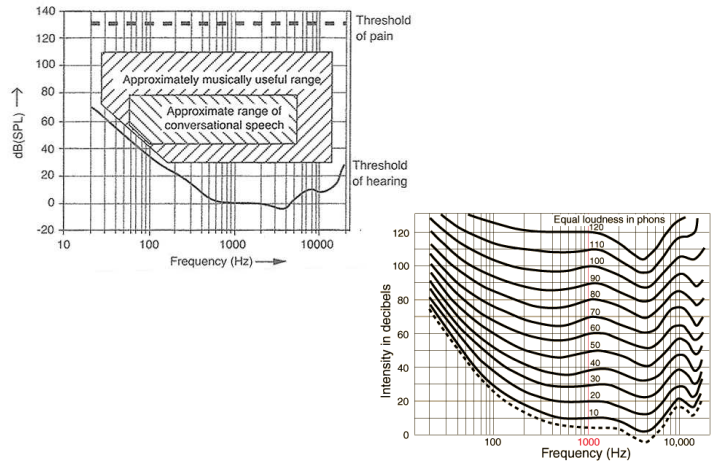 140
120
100
80
60
40
20
0
-20
dB(SPL)
Threshold
of pain
Approximately musically useful range
Approximate range of
conversational speech
Threshold
of hearing
10
100
1000
10000
Frequency (Hz)
Equal loudness in phons
120
110
100
90
80
70
60
50
40
30
20
10
120
100
80
60
40
20
0
Intensity in decibels
100
1000
10,000
Frequency (Hz)